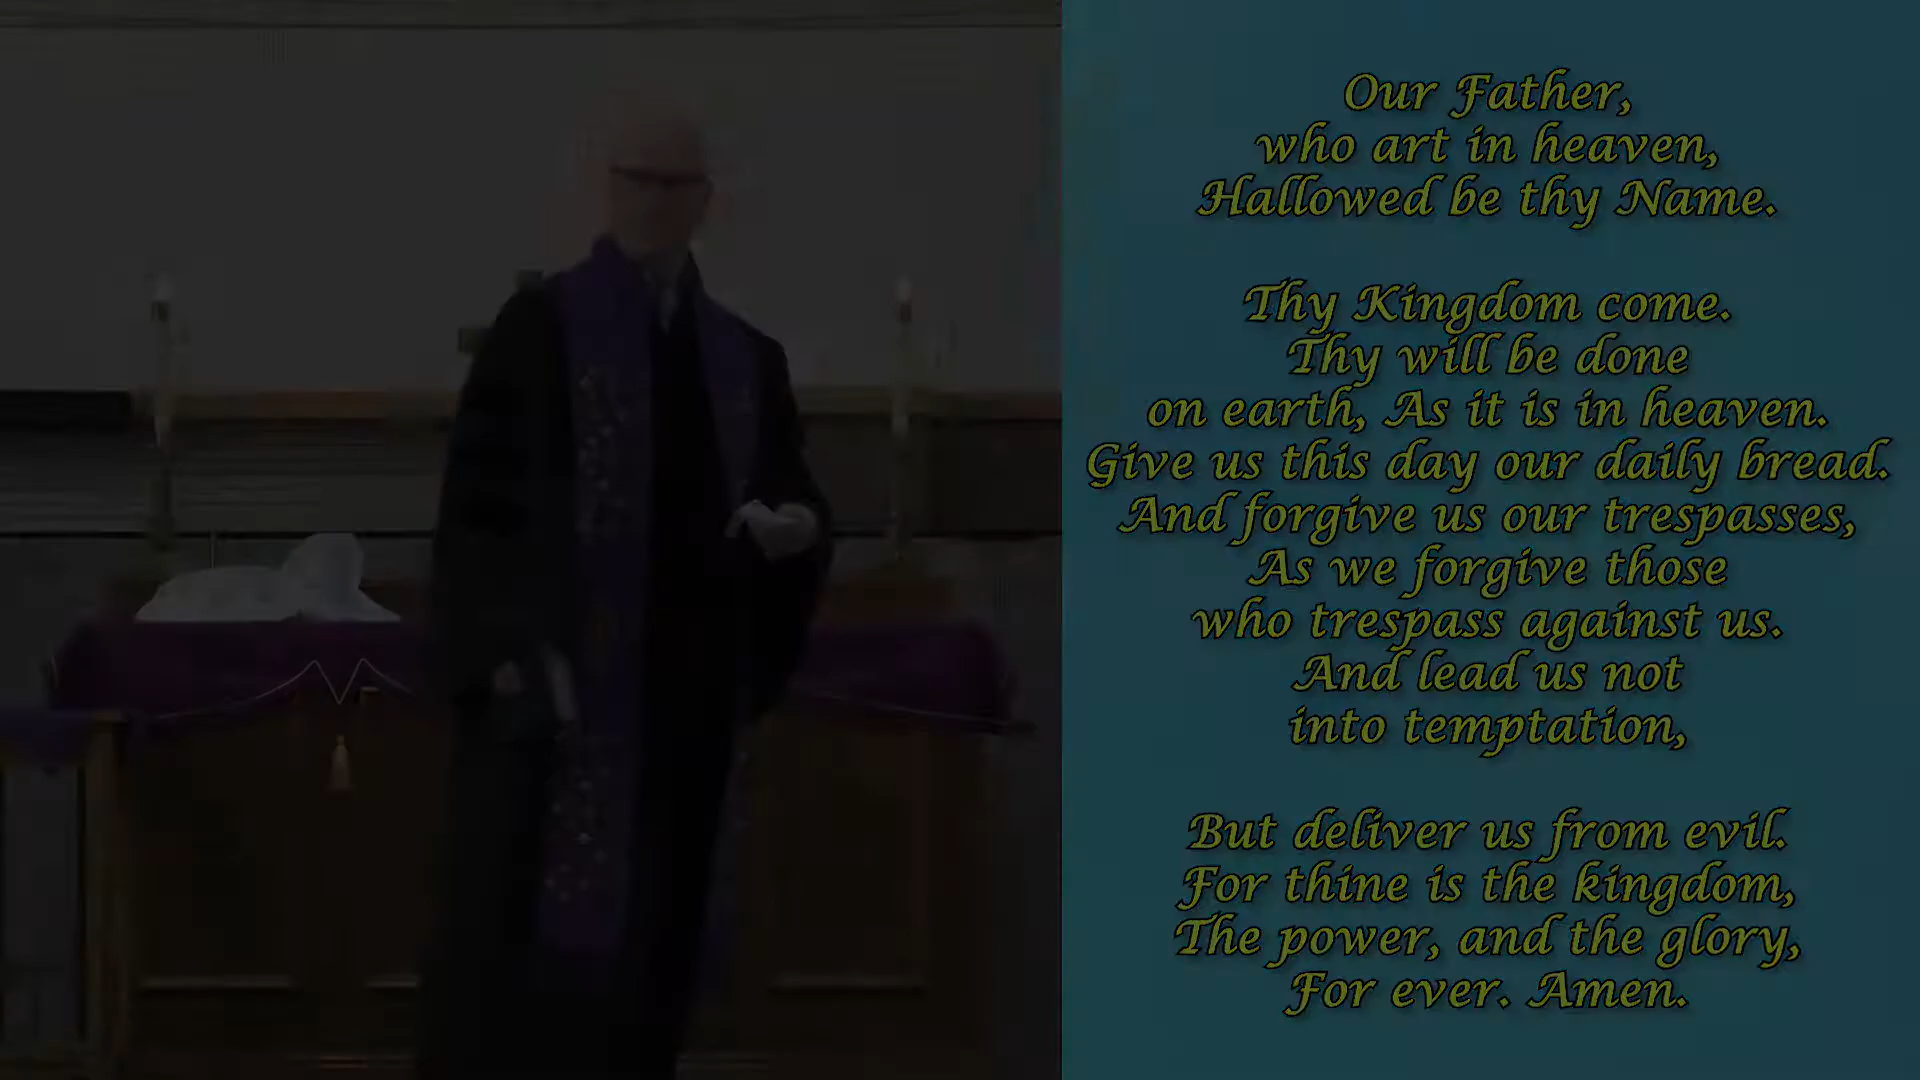 Our Father,
who art in heaven,
Hallowed be thy Name.
Thy Kingdom come.
Thy will be done
on earth, As it is in heaven.
Give us this day our daily bread.
And forgive us our trespasses,
As we forgive those
who trespass against us.
And lead us not
into temptation,
But deliver us from evil.
For thine is the kingdom,
The power, and the glory,
For ever. Amen.